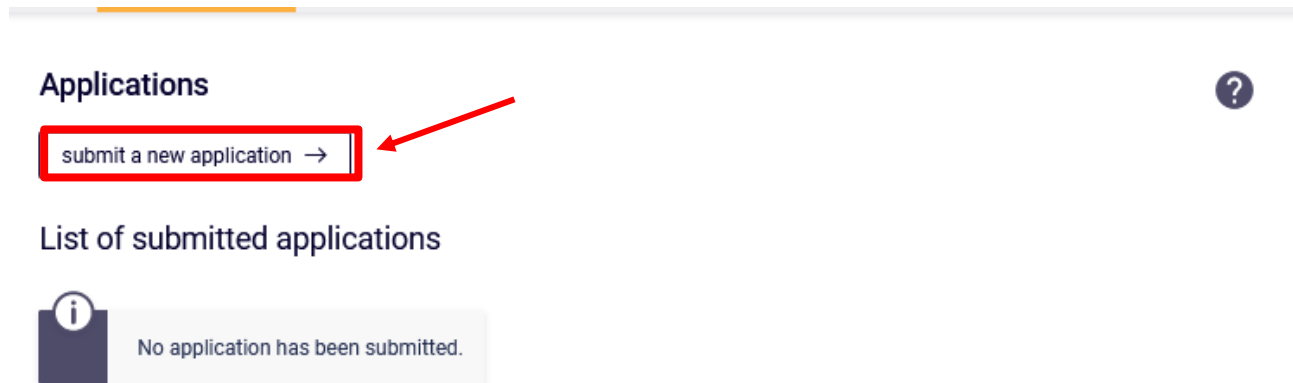 Applications
?
submit a new application →
List of submitted applications
i
No application has been submitted.